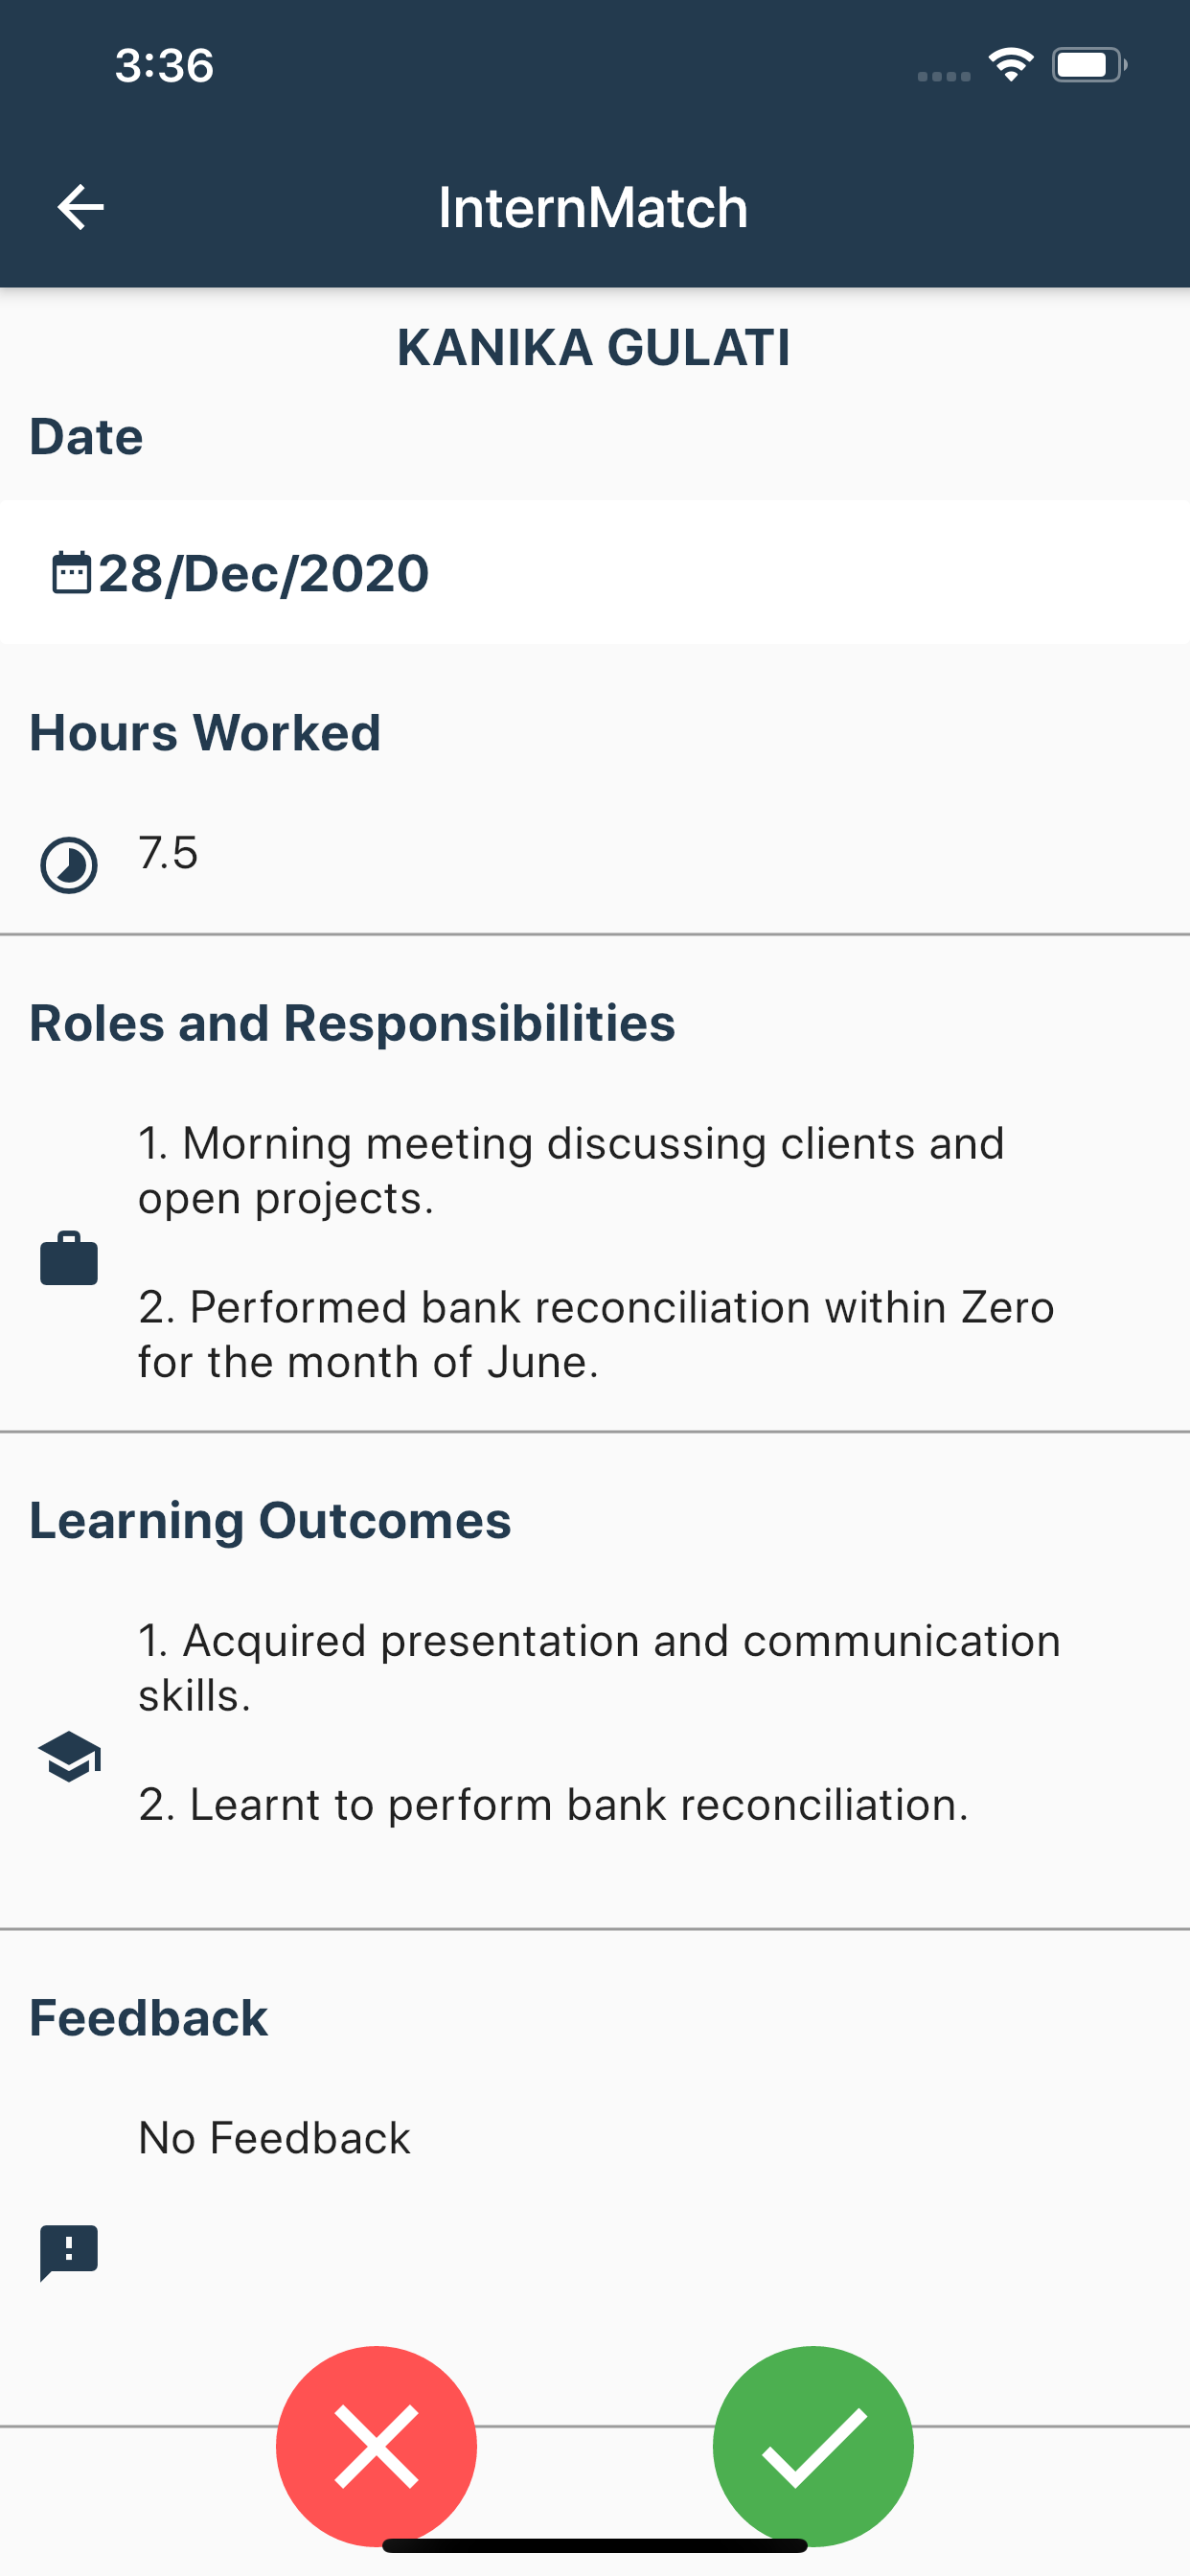 3:36
InternMatch
KANIKA GULATI
Date
28/Dec/2020
Hours Worked
7.5
Roles and Responsibilities
1. Morning meeting discussing clients and
open projects.
2. Performed bank reconciliation within Zero
for the month of June.
Learning Outcomes
1. Acquired presentation and communication
skills.
2. Learnt to perform bank reconciliation.
Feedback
No Feedback